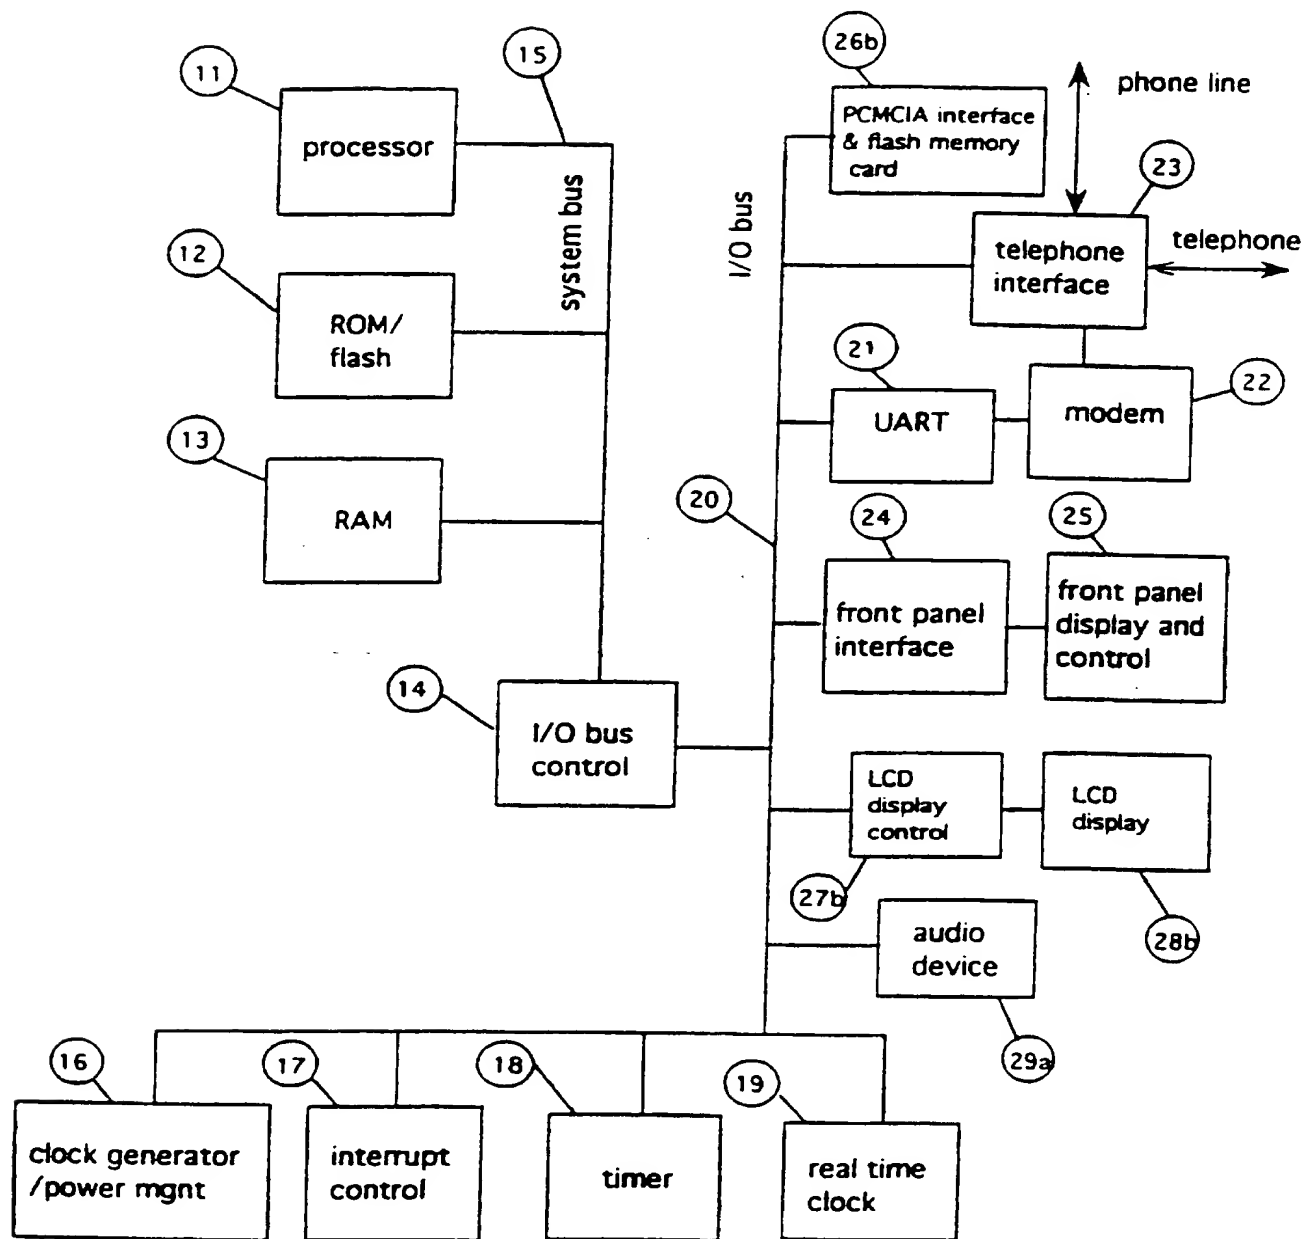 11
processor
15
system bus
12
ROM/
flash
13
RAM
14
I/O bus
control
26b
PCMCIA interface
& flash memory
card
phone line
23
telephone
interface
telephone
I/O bus
21
UART
22
modem
20
24
front panel
interface
25
front panel
display and
control
LCD
display
control
27b
LCD
display
28b
audio
device
29a
16
clock generator
/power mgnt
17
interrupt
control
18
timer
19
real time
clock